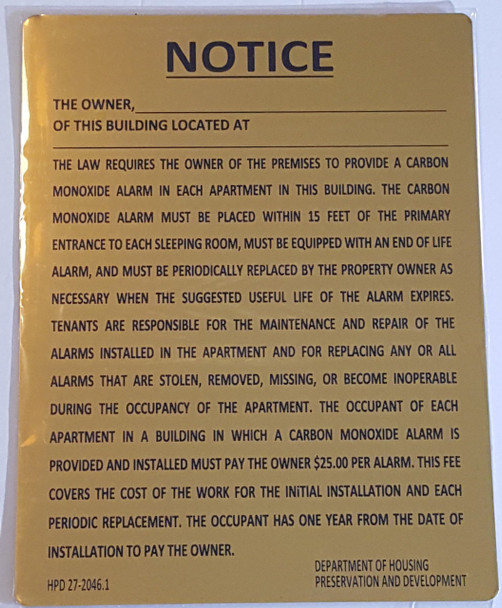 NOTICE
THE OWNER,
OF THIS BUILDING LOCATED AT
THE LAW REQUIRES THE OWNER OF THE PREMISES TO PROVIDE A CARBON
MONOXIDE ALARM IN EACH APARTMENT IN THIS BUILDING. THE CARBON
MONOXIDE ALARM MUST BE PLACED WITHIN 15 FEET OF THE PRIMARY
ENTRANCE TO EACH SLEEPING ROOM, MUST BE EQUIPPED WITH AN END OF LIFE
ALARM, AND MUST BE PERIODICALLY REPLACED BY THE PROPERTY OWNER AS
NECESSARY WHEN THE SUGGESTED USEFUL LIFE OF THE ALARM EXPIRES.
TENANTS ARE RESPONSIBLE FOR THE MAINTENANCE AND REPAIR OF THE
ALARMS INSTALLED IN THE APARTMENT AND FOR REPLACING ANY OR ALL
ALARMS THAT ARE STOLEN, REMOVED, MISSING, OR BECOME INOPERABLE
DURING THE OCCUPANCY OF THE APARTMENT. THE OCCUPANT OF EACH
APARTMENT IN A BUILDING IN WHICH A CARBON MONOXIDE ALARM IS
PROVIDED AND INSTALLED MUST PAY THE OWNER $25.00 PER ALARM. THIS FEE
COVERS THE COST OF THE WORK FOR THE INiTIAL INSTALLATION AND EACH
PERIODIC REPLACEMENT. THE OCCUPANT HAS ONE YEAR FROM THE DATE OF
INSTALLATION TO PAY THE OWNER.
HPD 27-2046.1
DEPARTMENT OF HOUSING
PRESERVATION AND DEVELOPMENT